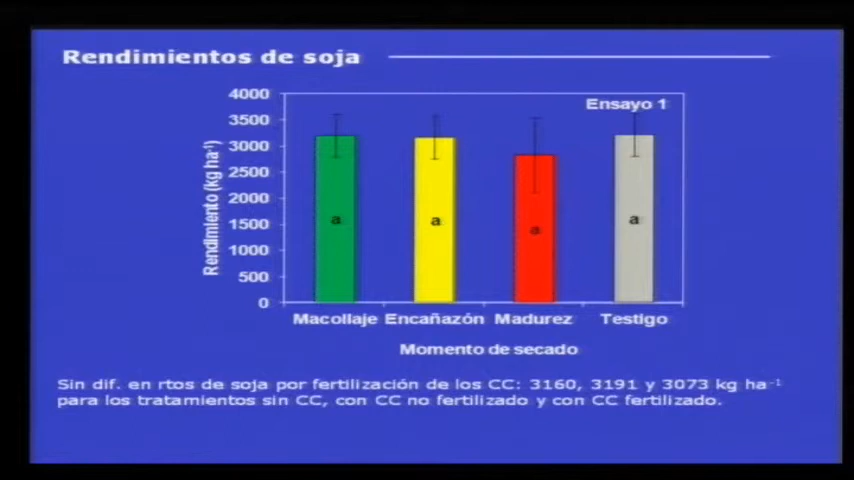 Rendimientos de soja
Ensayo 1
4000
3500
3000
2500
2000
1500
1000
500
0
Rendimiento (kg ha⁻¹)
a
a
a
a
Macollaje Encañazón Madurez Testigo
Momento de secado
Sin dif. en rtos de soja por fertilización de los CC: 3160, 3191 y 3073 kg ha⁻¹
para los tratamientos sin CC, con CC no fertilizado y con CC fertilizado.